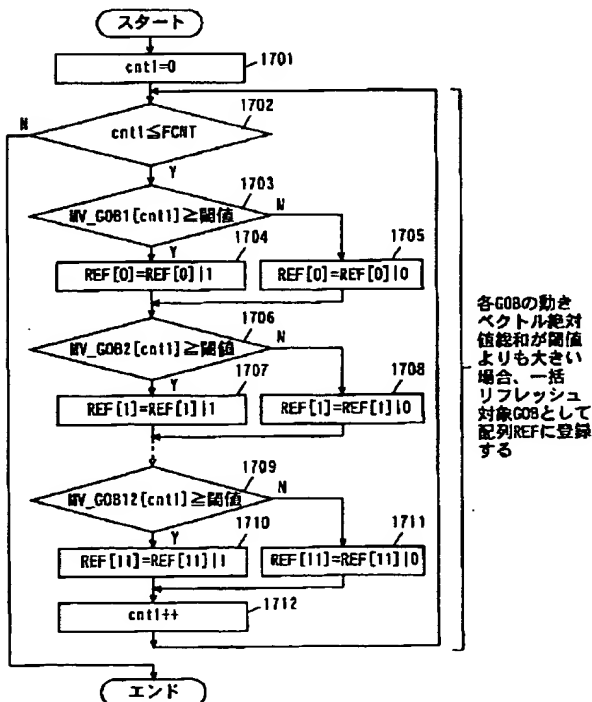 スタート
cnt1=0
1701
1702
cnt1≦FCNT
N
Y
1703
MV_GOB1[cnt1]≧閾値
N
Y
1704
REF[0]=REF[0]|1
1705
REF[0]=REF[0]|0
1706
MV_GOB2[cnt1]≧閾値
N
Y
1707
REF[1]=REF[1]|1
1708
REF[1]=REF[1]|0
1709
MV_GOB12[cnt1]≧閾値
N
Y
1710
REF[11]=REF[11]|1
1711
REF[11]=REF[11]|0
cnt1++
1712
エンド
各GOBの動き
ベクトル絶対
値総和が閾値
よりも大きい
場合、一括
リフレッシュ
対象GOBとして
配列REFに登録
する